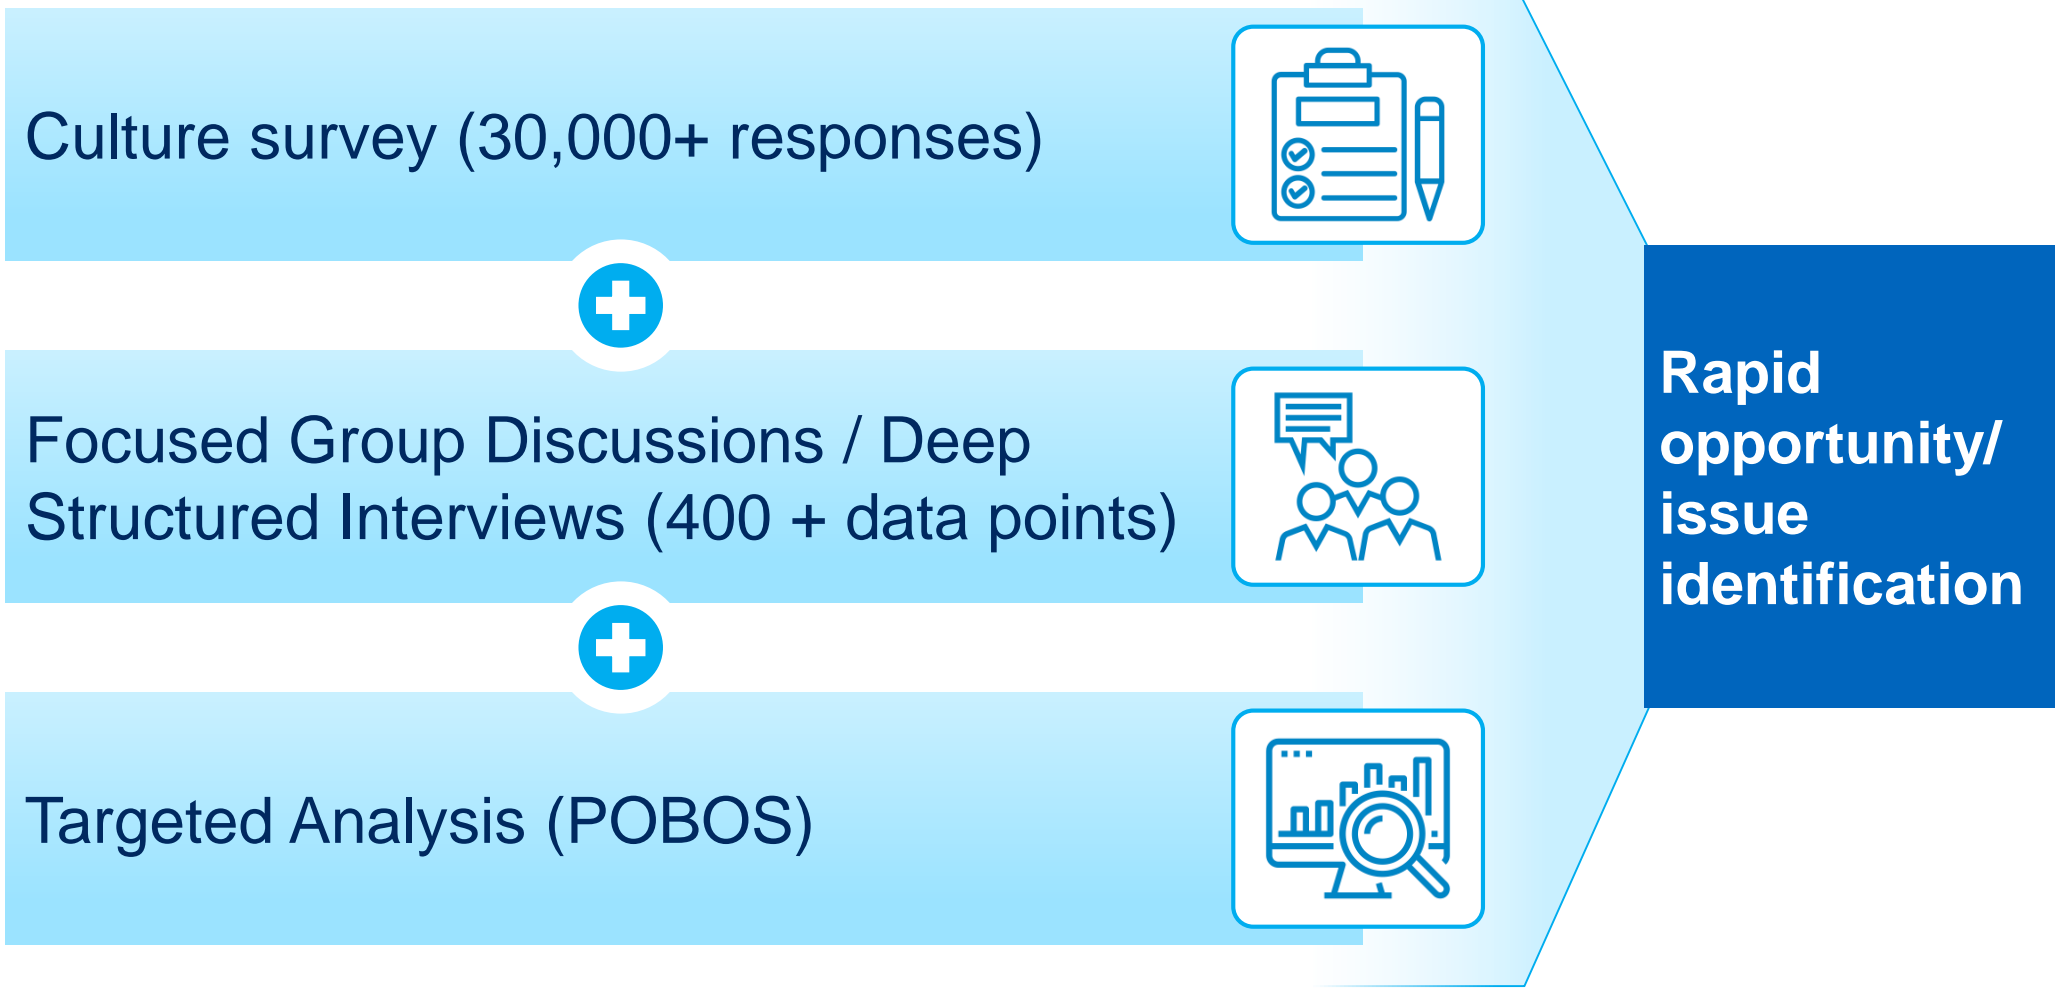 Culture survey (30,000+ responses)
Focused Group Discussions / Deep
Structured Interviews (400 + data points)
Targeted Analysis (POBOS)
Rapid
opportunity/
issue
identification